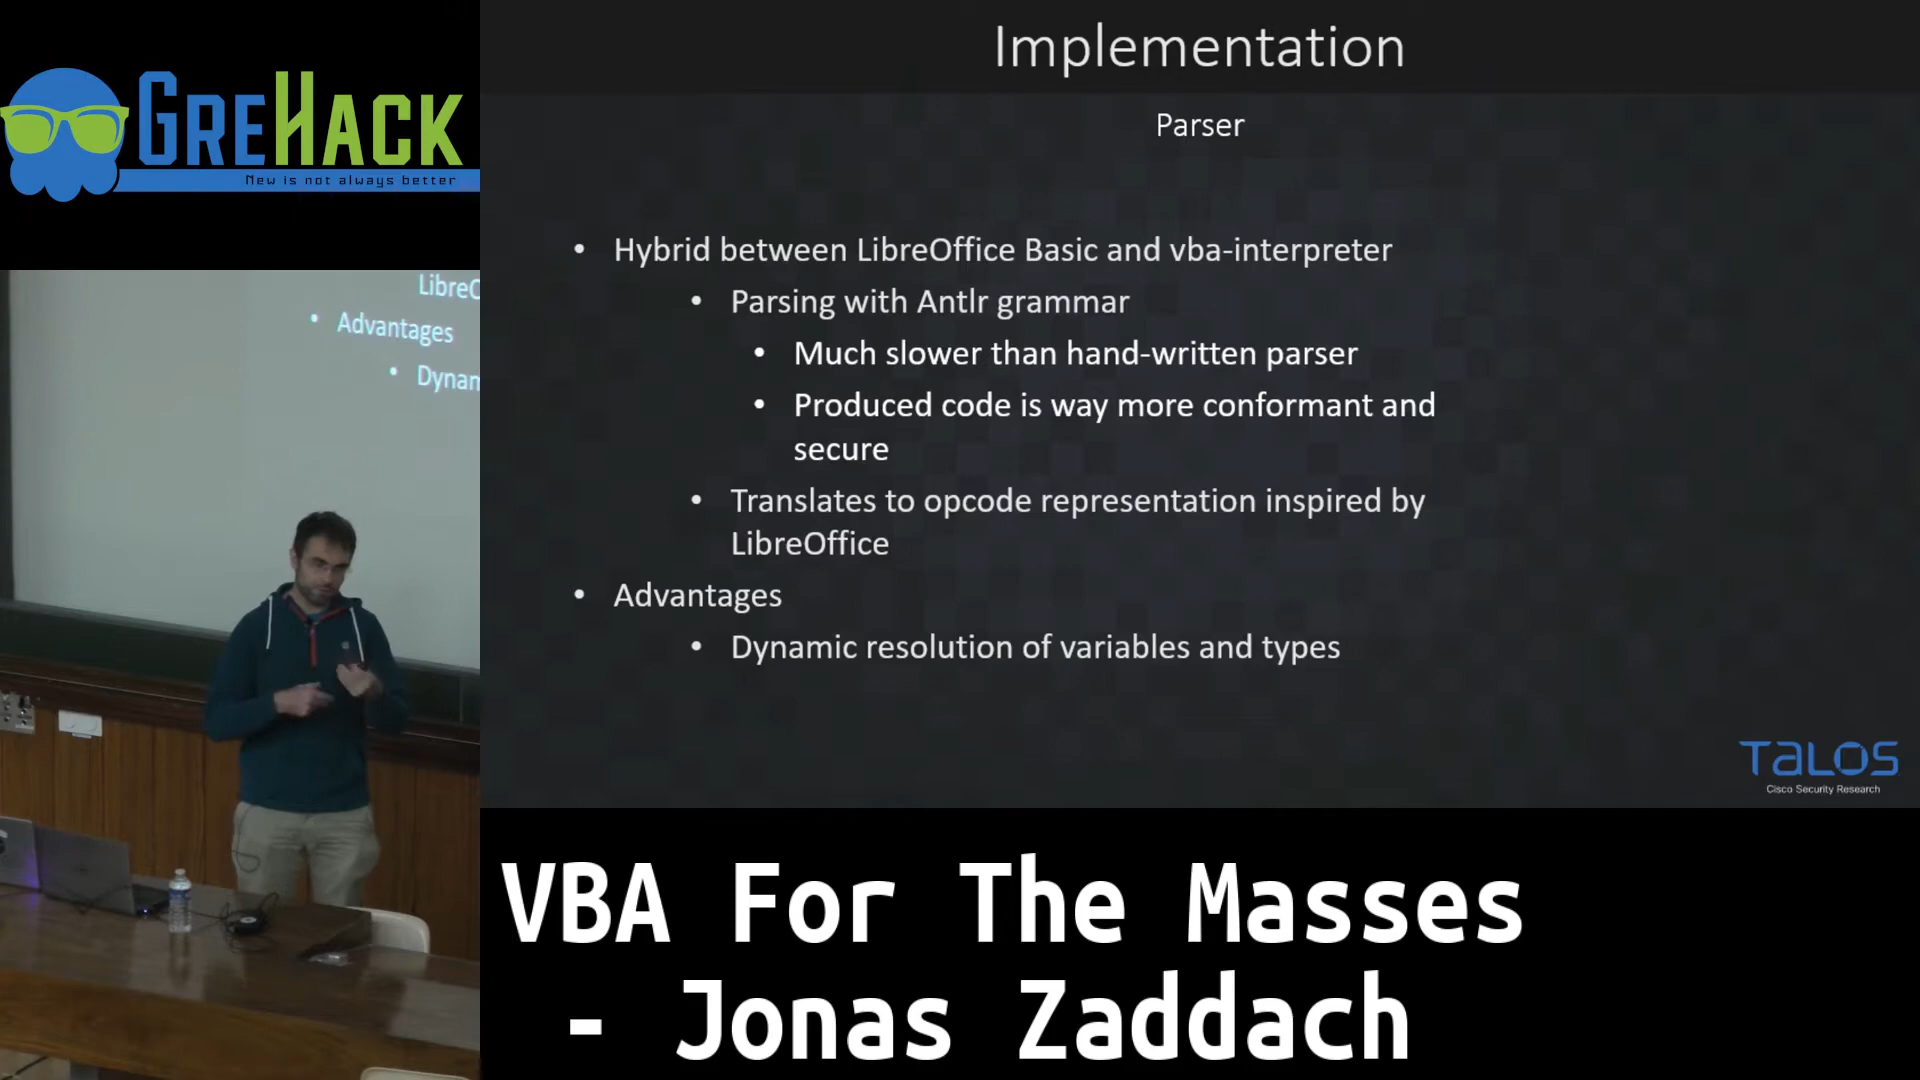 GREHACK
New is not always better
Implementation
Parser
• Hybrid between LibreOffice Basic and vba-interpreter
• Parsing with Antlr grammar
• Much slower than hand-written parser
• Produced code is way more conformant and
secure
• Translates to opcode representation inspired by
LibreOffice
• Advantages
• Dynamic resolution of variables and types
TALOS
Cisco Security Research
LibreO
• Advantages
• Dynam
VBA For The Masses
- Jonas Zaddach